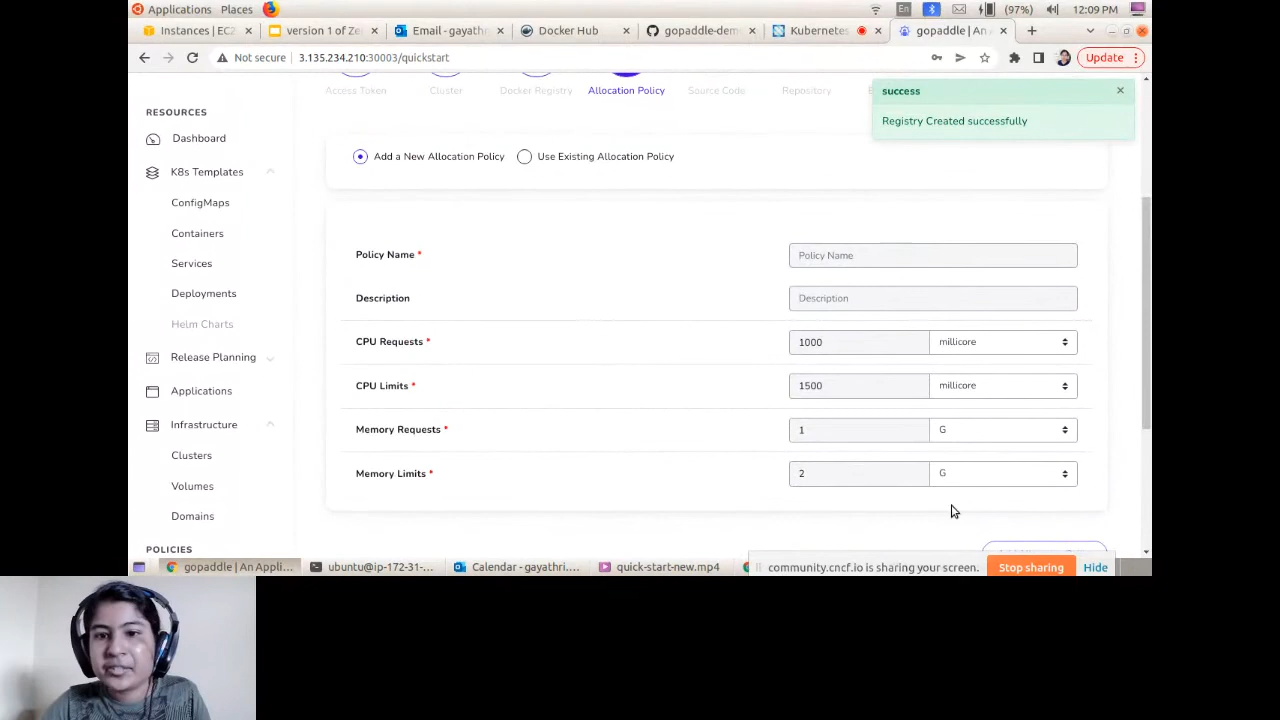 Applications Places En (97%) 12:09 PM
Instances | EC2 version 1 of Ze Email - gayath Docker Hub gopaddle-dem Kubernetes gopaddle | An A
Not secure 3.135.234.210:30003/quickstart Update
Access Token Cluster Docker Registry Allocation Policy Source Code Repository
success
Registry Created successfully
RESOURCES
Dashboard
K8s Templates
ConfigMaps
Containers
Services
Deployments
Helm Charts
Release Planning
Applications
Infrastructure
Clusters
Volumes
Domains
POLICIES
Add a New Allocation Policy Use Existing Allocation Policy
Policy Name * Policy Name
Description Description
CPU Requests * 1000 millicore
CPU Limits * 1500 millicore
Memory Requests * 1 G
Memory Limits * 2 G
gopaddle | An Appli... ubuntu@ip-172-31-... Calendar - gayathri.... quick-start-new.mp4
community.cncf.io is sharing your screen. Stop sharing Hide